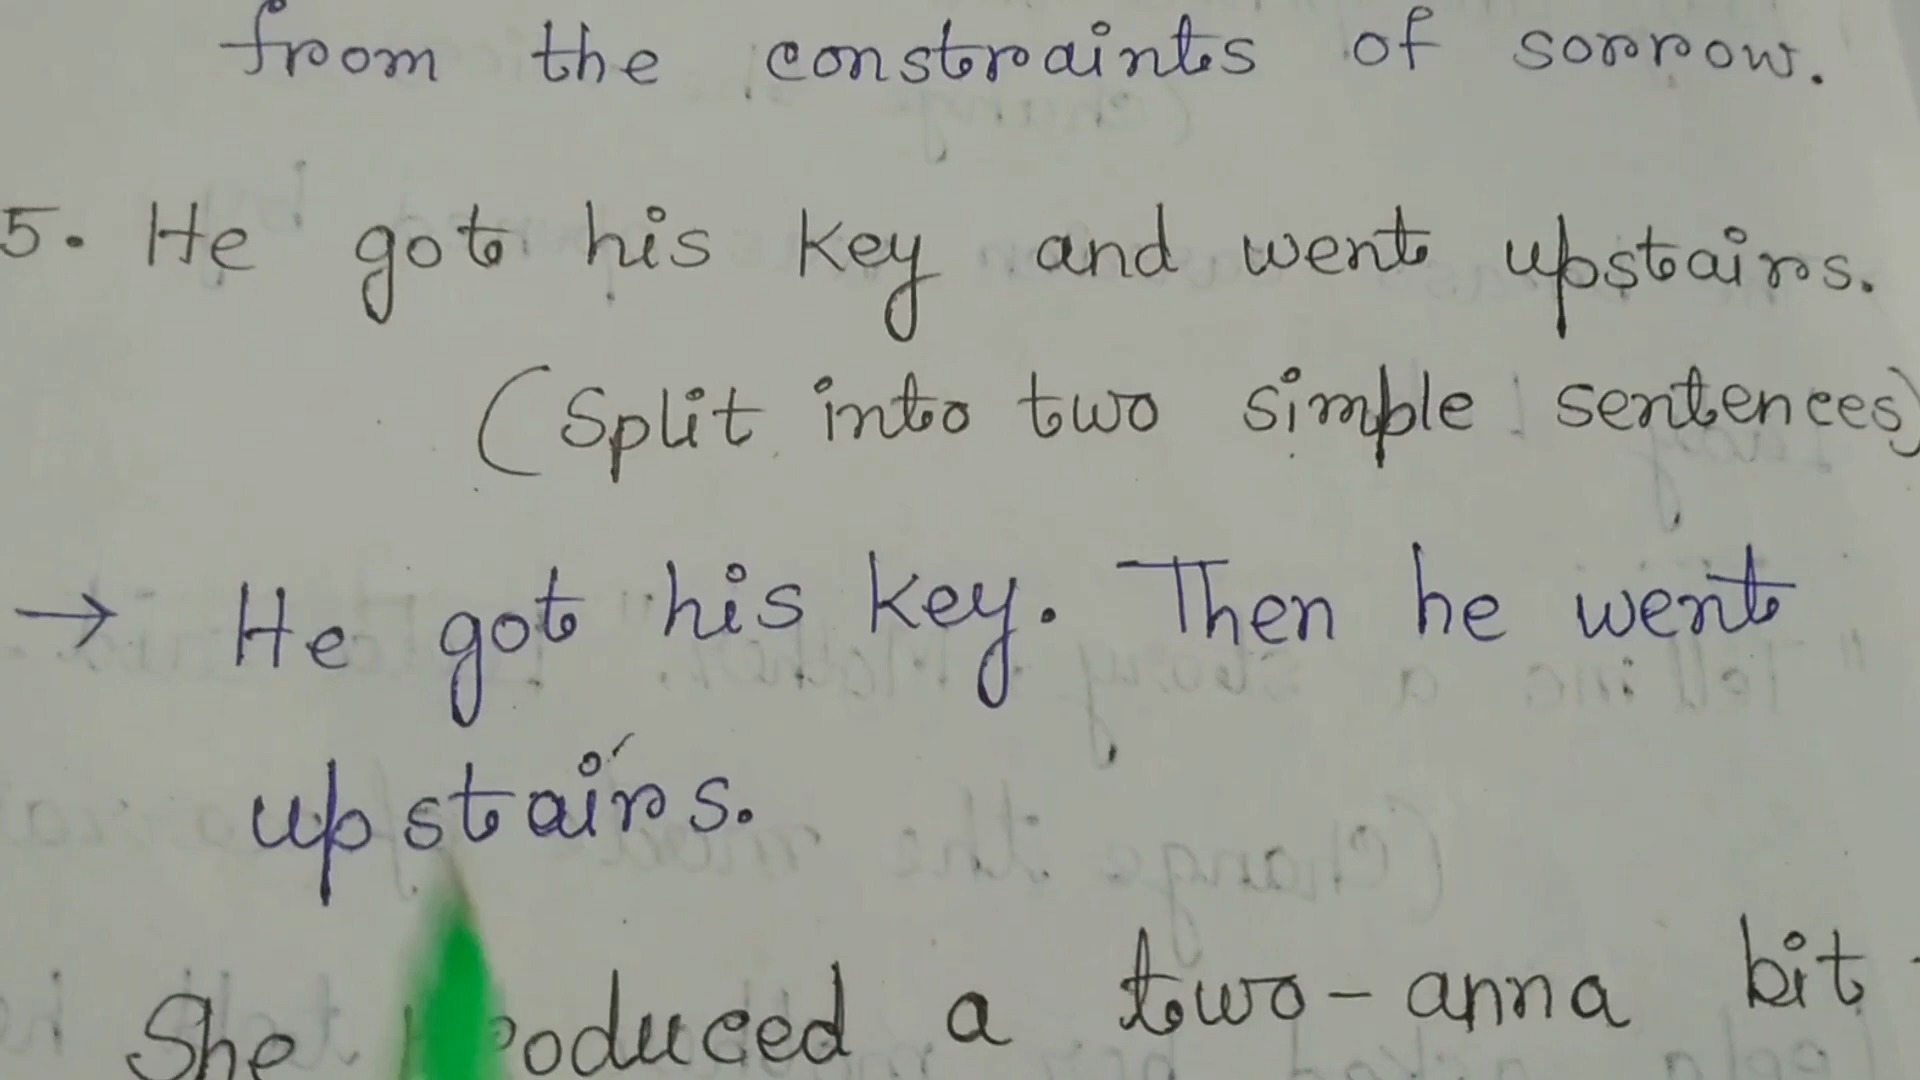 from the constraints of sorrow.
5. He got his key and went upstairs.
(Split into two simple sentences)
→ He got his key. Then he went
upstairs.
She produced a two-anna bit